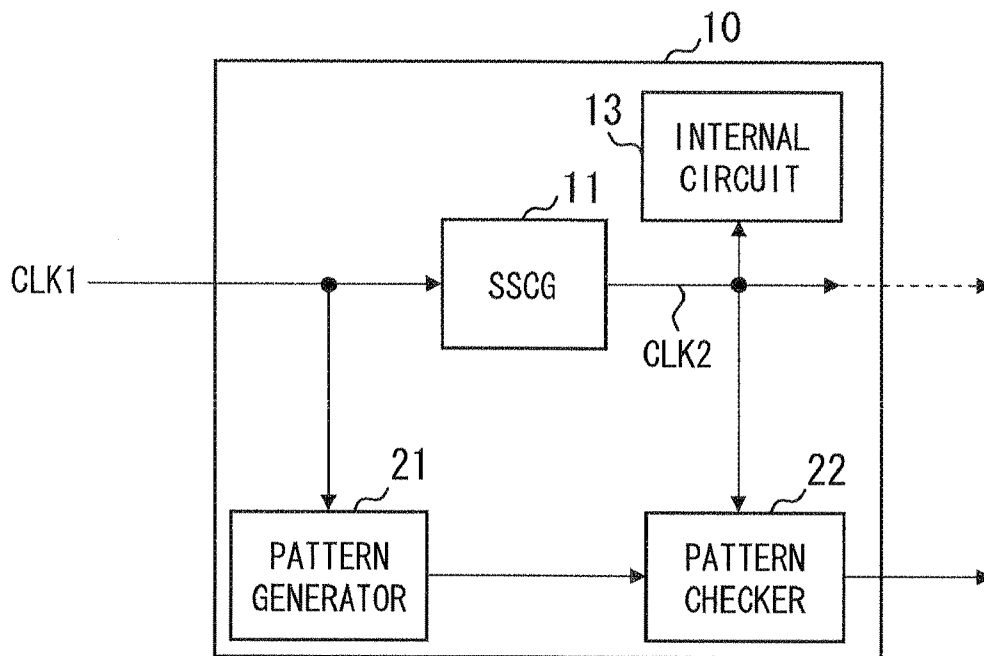 10
13
INTERNAL
CIRCUIT
11
CLK1
SSCG
CLK2
21
22
PATTERN
GENERATOR
PATTERN
CHECKER